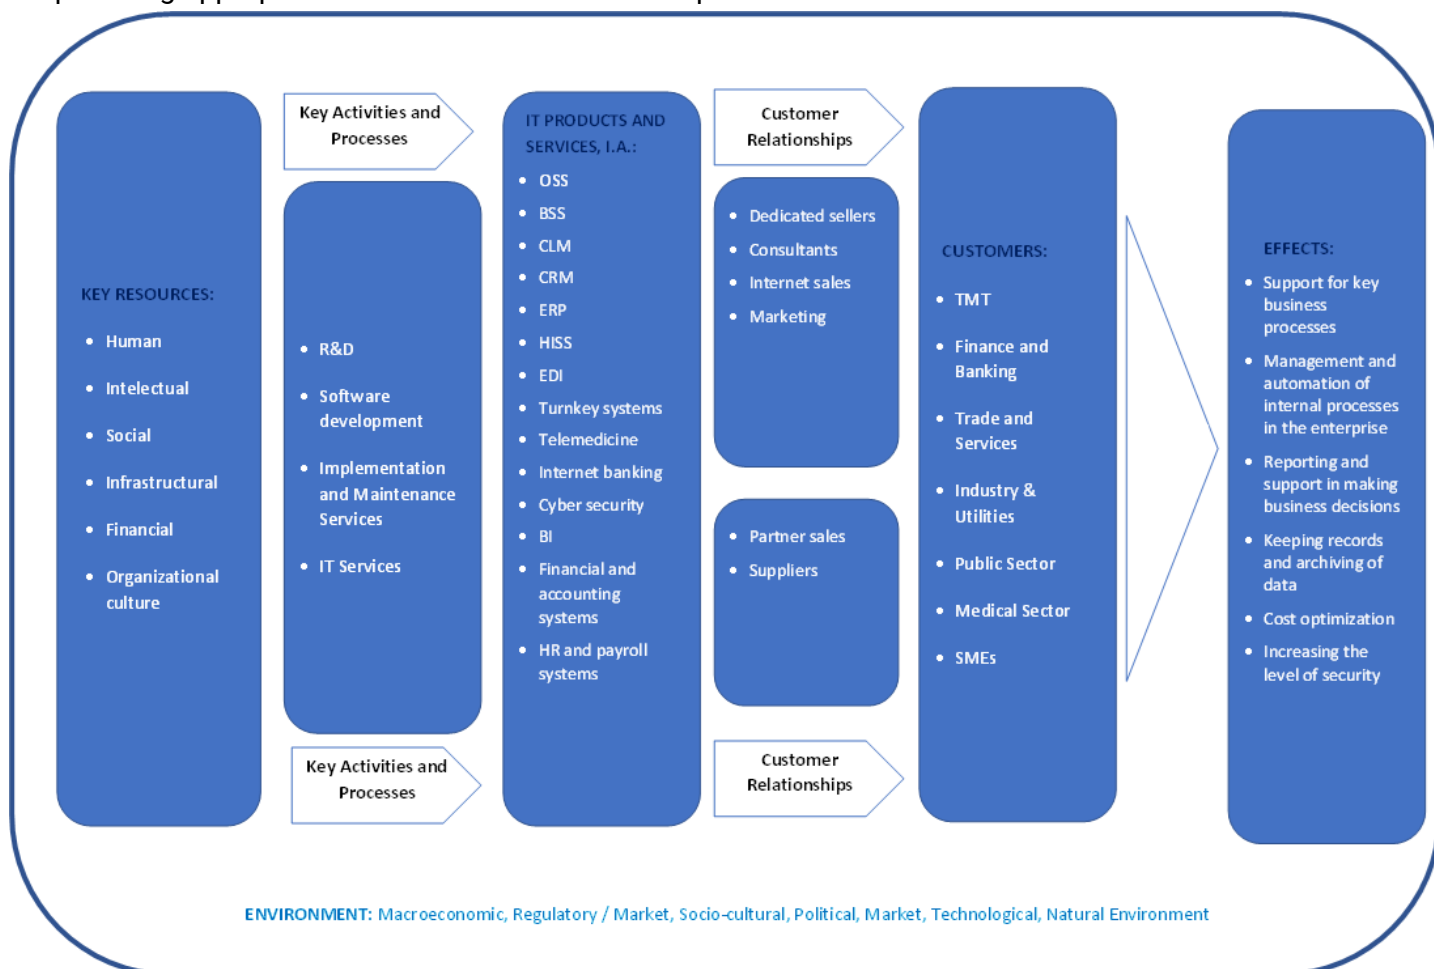 KEY RESOURCES:
• Human
• Intelectual
• Social
• Infrastructural
• Financial
• Organizational
culture
Key Activities and
Processes
• R&D
• Software
development
• Implementation
and Maintenance
Services
• IT Services
Key Activities and
Processes
IT PRODUCTS AND
SERVICES, I.A.:
• OSS
• BSS
• CLM
• CRM
• ERP
• HISS
• EDI
• Turnkey systems
• Telemedicine
• Internet banking
• Cyber security
• BI
• Financial and
accounting
systems
• HR and payroll
systems
Customer
Relationships
• Dedicated sellers
• Consultants
• Internet sales
• Marketing
• Partner sales
• Suppliers
Customer
Relationships
CUSTOMERS:
• TMT
• Finance and
Banking
• Trade and
Services
• Industry &
Utilities
• Public Sector
• Medical Sector
• SMEs
EFFECTS:
• Support for key
business
processes
• Management and
automation of
internal processes
in the enterprise
• Reporting and
support in making
business decisions
• Keeping records
and archiving of
data
• Cost optimization
• Increasing the
level of security
ENVIRONMENT: Macroeconomic, Regulatory / Market, Socio-cultural, Political, Market, Technological, Natural Environment